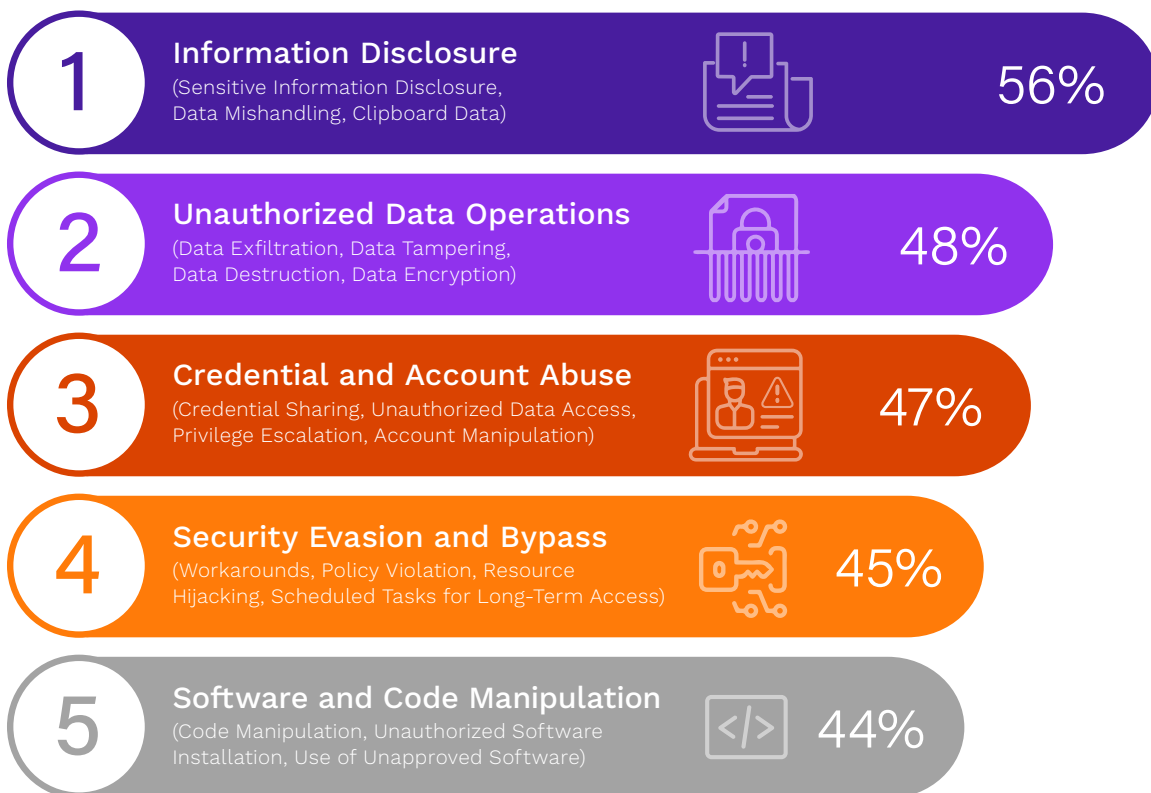 1
Information Disclosure
(Sensitive Information Disclosure,
Data Mishandling, Clipboard Data)
!
56%
2
Unauthorized Data Operations
(Data Exfiltration, Data Tampering,
Data Destruction, Data Encryption)
48%
3
Credential and Account Abuse
(Credential Sharing, Unauthorized Data Access,
Privilege Escalation, Account Manipulation)
47%
4
Security Evasion and Bypass
(Workarounds, Policy Violation, Resource
Hijacking, Scheduled Tasks for Long-Term Access)
45%
5
Software and Code Manipulation
(Code Manipulation, Unauthorized Software
Installation, Use of Unapproved Software)
</>
44%